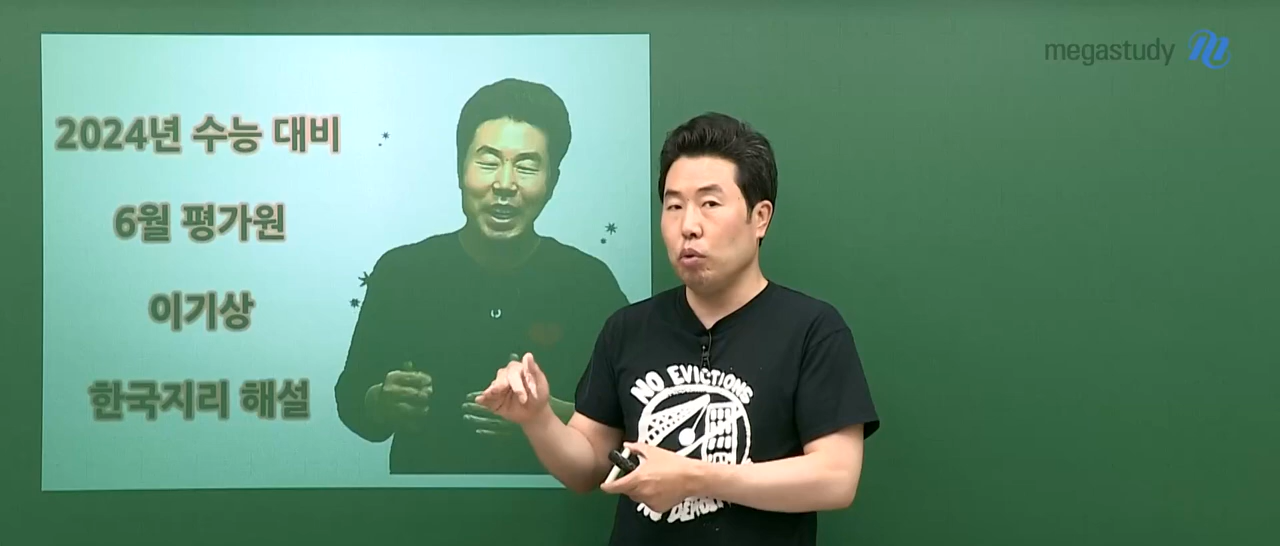 megastudy
2024년 수능 대비
6월 평가원
이기상
한국지리 해설
NO EVICTIONS